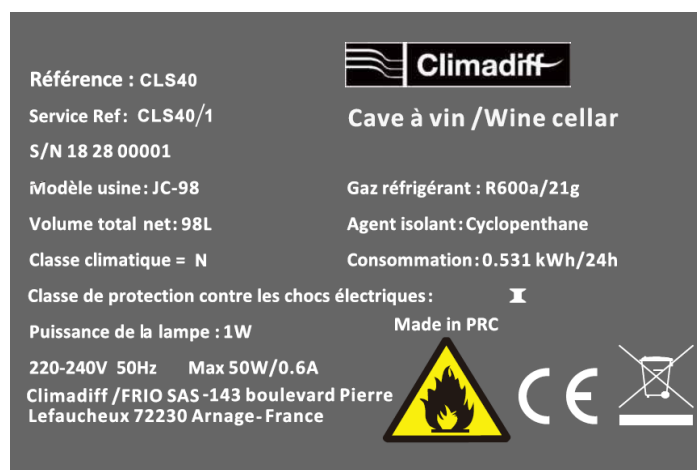 Climadiff
Référence : CLS40
Service Ref: CLS40/1
Cave à vin /Wine cellar
S/N 18 28 00001
Modèle usine: JC-98
Gaz réfrigérant : R600a/21g
Volume total net: 98L
Agent isolant: Cyclopenthane
Classe climatique = N
Consommation: 0.531 kWh/24h
Classe de protection contre les chocs électriques: I
Puissance de la lampe : 1W
Made in PRC
220-240V 50Hz Max 50W/0.6A
Climadiff /FRIO SAS -143 boulevard Pierre
Lefaucheux 72230 Arnage- France
CE